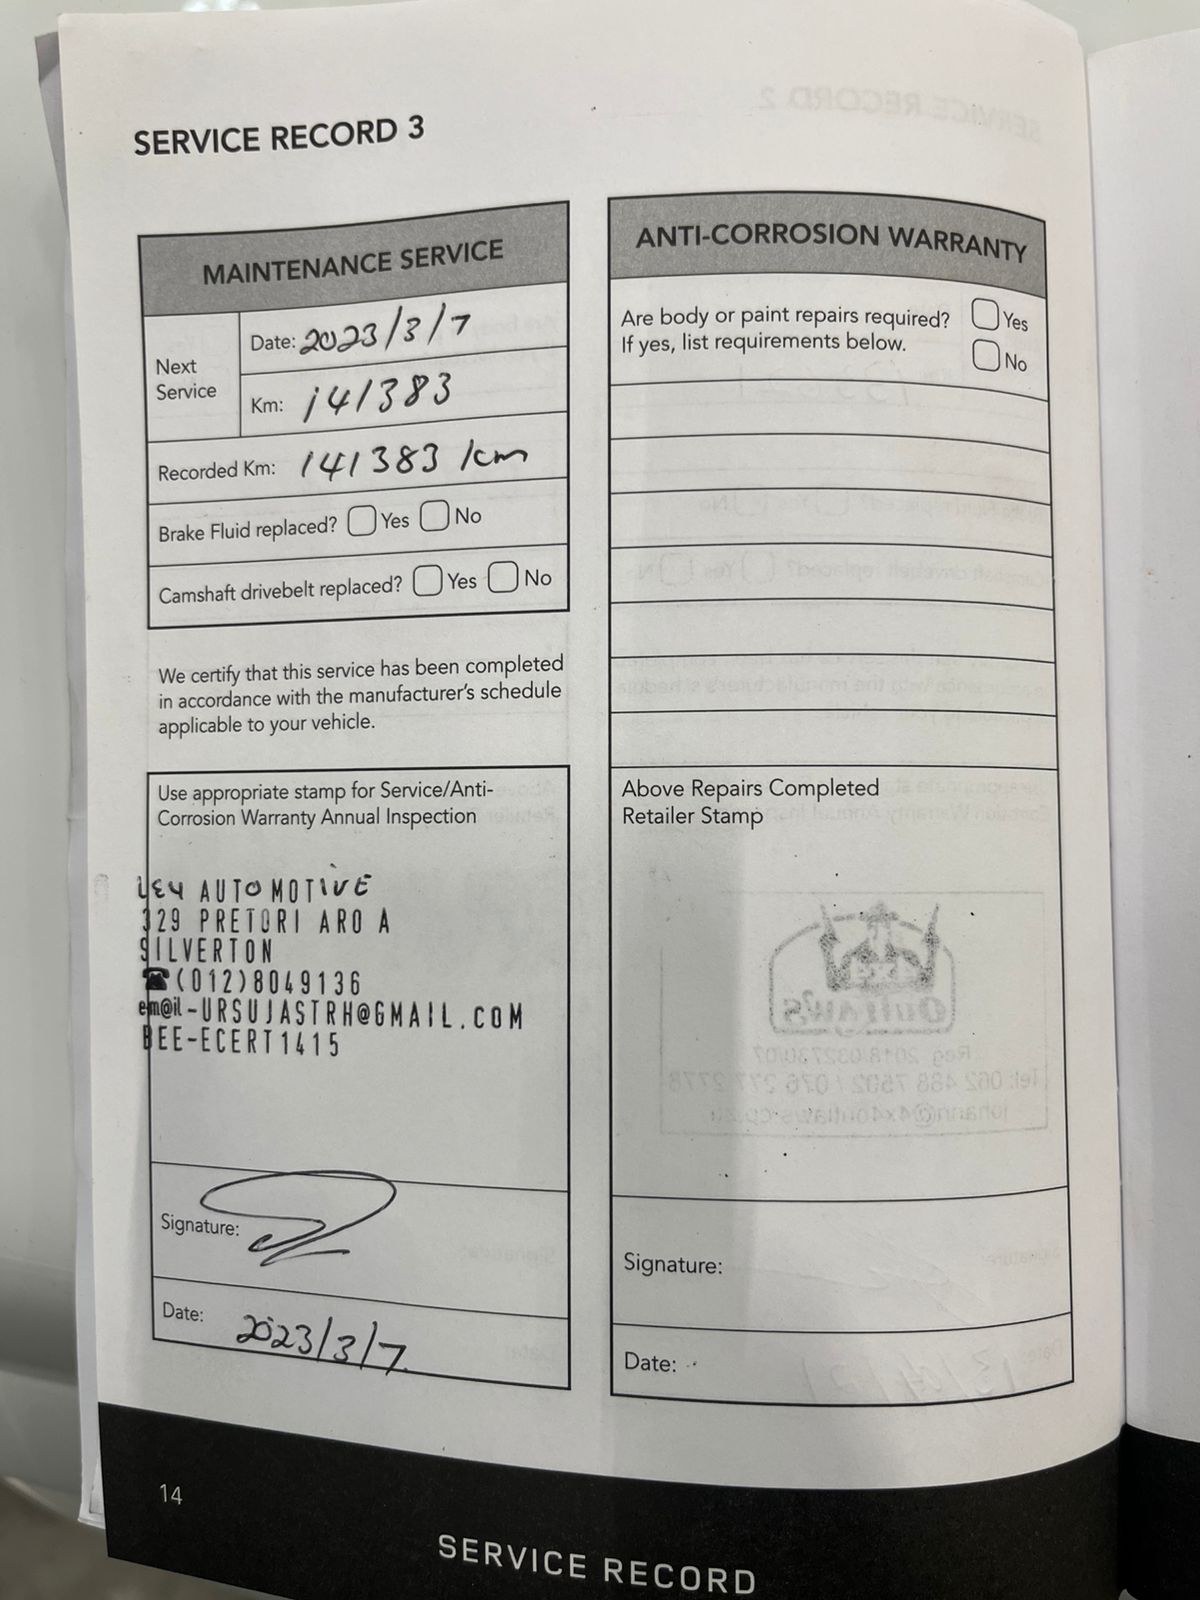 SERVICE RECORD 3
MAINTENANCE SERVICE
Next
Service
Date: 2023/3/7
Km: 141383
Recorded Km: 141383 km
Brake Fluid replaced? Yes No
Camshaft drivebelt replaced? Yes No
We certify that this service has been completed
in accordance with the manufacturer's schedule
applicable to your vehicle.
Use appropriate stamp for Service/Anti-
Corrosion Warranty Annual Inspection
AUTOMOTIVE
329 PRETORI ARO A
SILVERTON
☎(012)8049136
em@il-URSUJASTRH@GMAIL.COM
BEE-ECERT1415
Signature:
Date: 2023/3/7
ANTI-CORROSION WARRANTY
Are body or paint repairs required? Yes
If yes, list requirements below. No
Above Repairs Completed
Retailer Stamp
Signature:
Date:
14
SERVICE RECORD